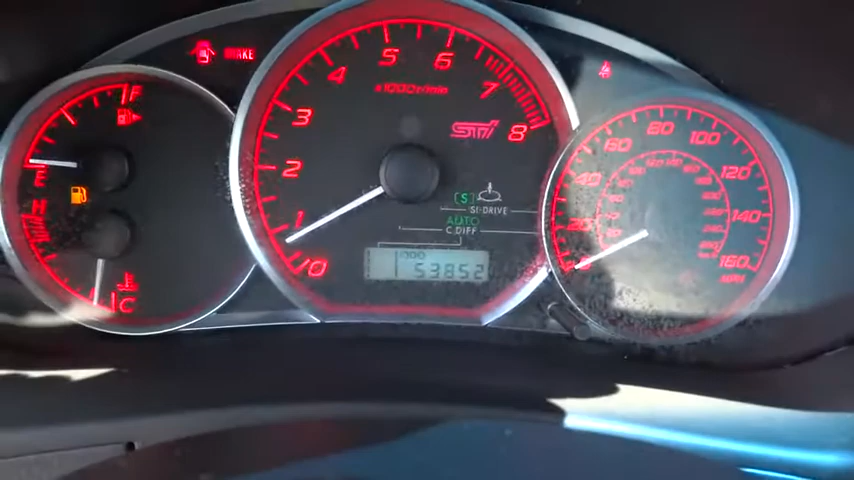 BRAKE
F
E
H
C
0
1
2
3
4
5
6
7
8
×1000r/min
STI
[S]
SI-DRIVE
AUTO
C.DIFF
53852
20
40
60
80
100
120
140
160
MPH